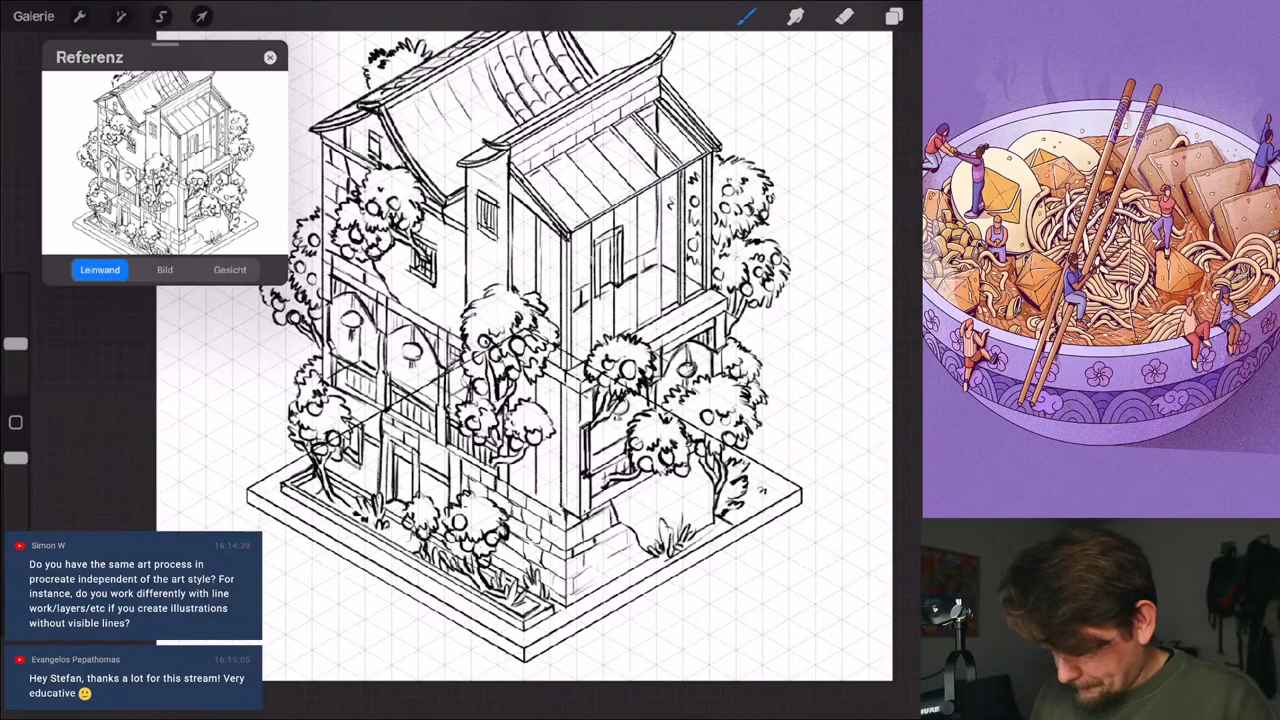 Galerie
Referenz
Leinwand
Bild
Gesicht
Simon W
16:14:39
Do you have the same art process in
procreate independent of the art style? For
instance, do you work differently with line
work/layers/etc if you create illustrations
without visible lines?
Evangelos Papathomas
16:15:05
Hey Stefan, thanks a lot for this stream! Very
educative 🙂
SHURE